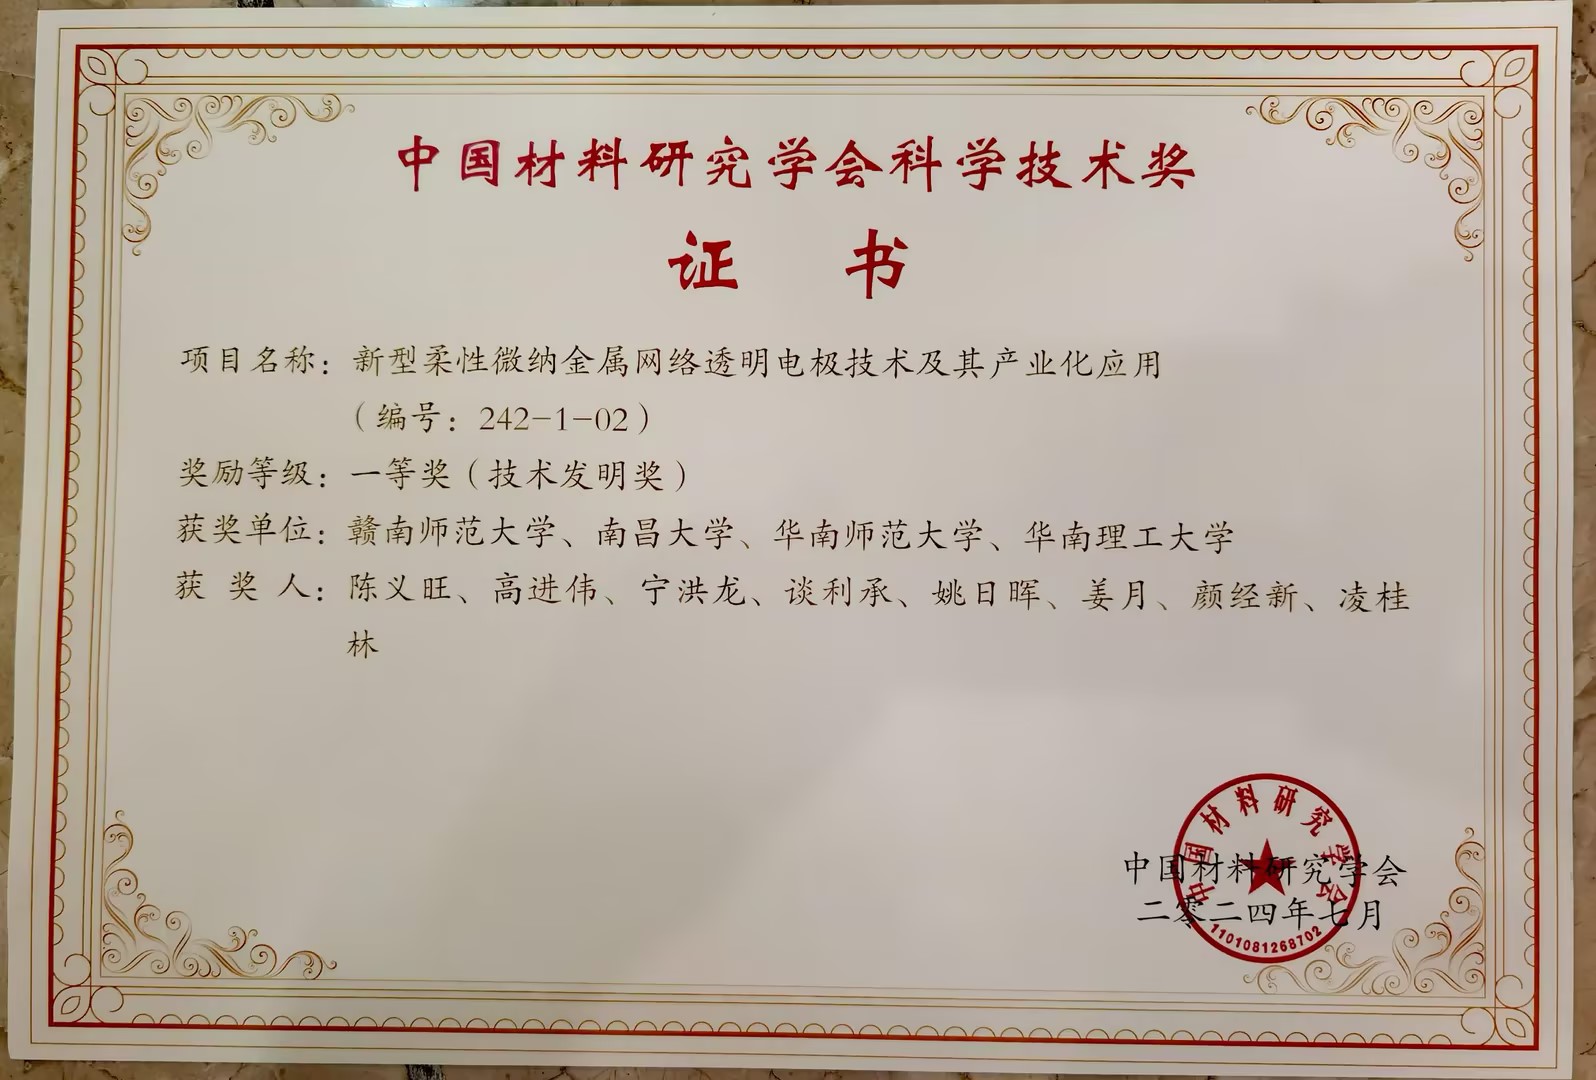 中国材料研究学会科学技术奖
证 书
项目名称：新型柔性微纳金属网络透明电极技术及其产业化应用
（编号：242-1-02）
奖励等级：一等奖（技术发明奖）
获奖单位：赣南师范大学、南昌大学、华南师范大学、华南理工大学
获 奖 人：陈义旺、高进伟、宁洪龙、谈利承、姚日晖、姜月、颜经新、凌桂
林
中国材料研究学会
中国材料研究学会
二零二四年七月
1101081268702